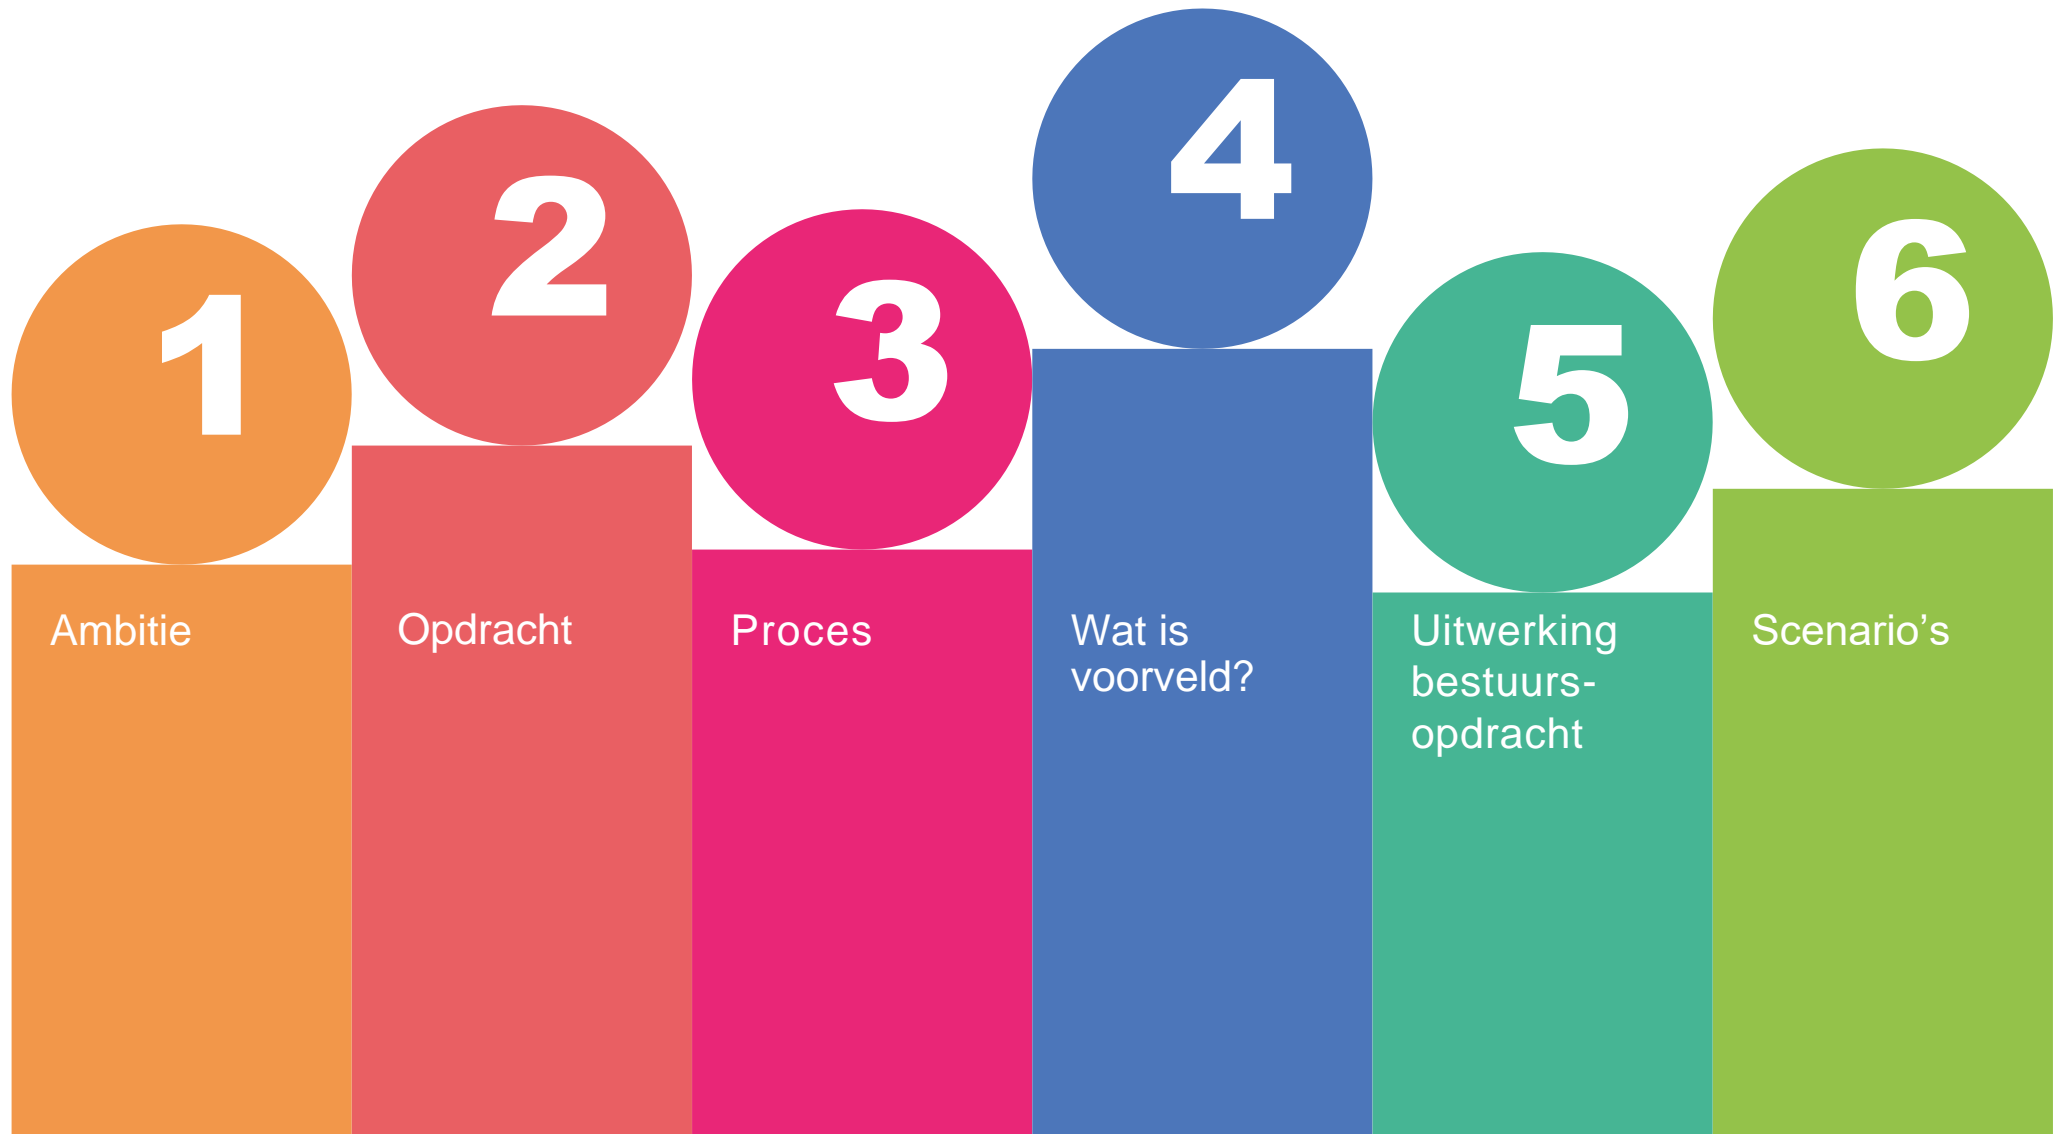 1
Ambitie
2
Opdracht
3
Proces
4
Wat is
voorveld?
5
Uitwerking
bestuurs-
opdracht
6
Scenario’s